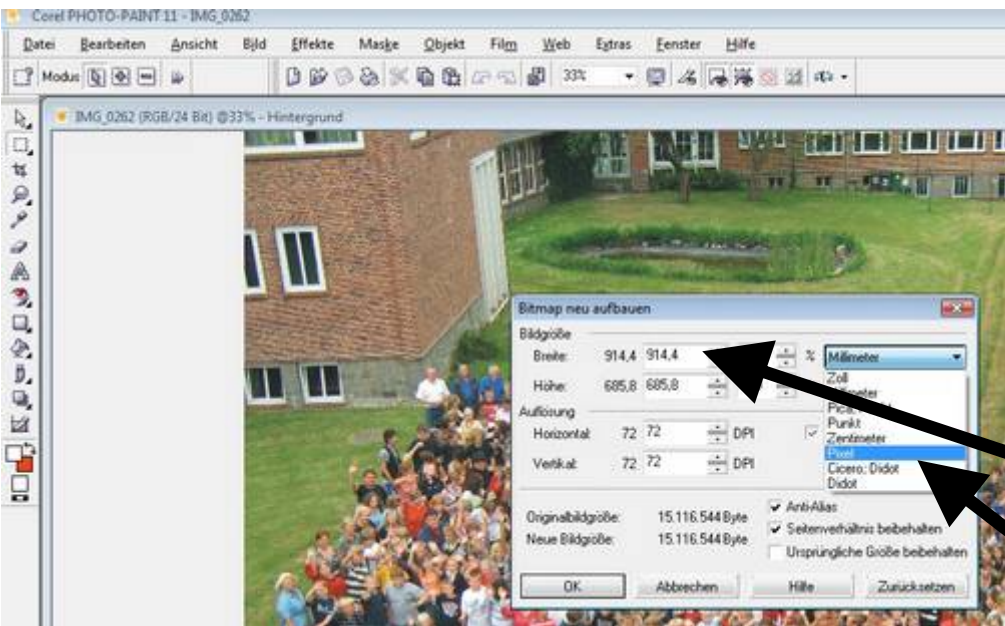 Corel PHOTO-PAINT 11 - IMG_0262
Datei Bearbeiten Ansicht Bild Effekte Maske Objekt Film Web Extras Fenster Hilfe
Modus 33%
IMG_0262 (RGB/24 Bit) @33% - Hintergrund
Bitmap neu aufbauen
Bildgröße
Breite: 914,4 914,4 % Millimeter
Zoll
Höhe: 685,8 685,8
Punkt
Auflösung
Zentimeter
Horizontal: 72 72 DPI
Pixel
Cicero; Didot
Vertikal: 72 72 DPI
Didot
Anti-Alias
Originalbildgröße: 15.116.544 Byte
Seitenverhältnis beibehalten
Neue Bildgröße: 15.116.544 Byte
Ursprüngliche Größe beibehalten
OK Abbrechen Hilfe Zurücksetzen